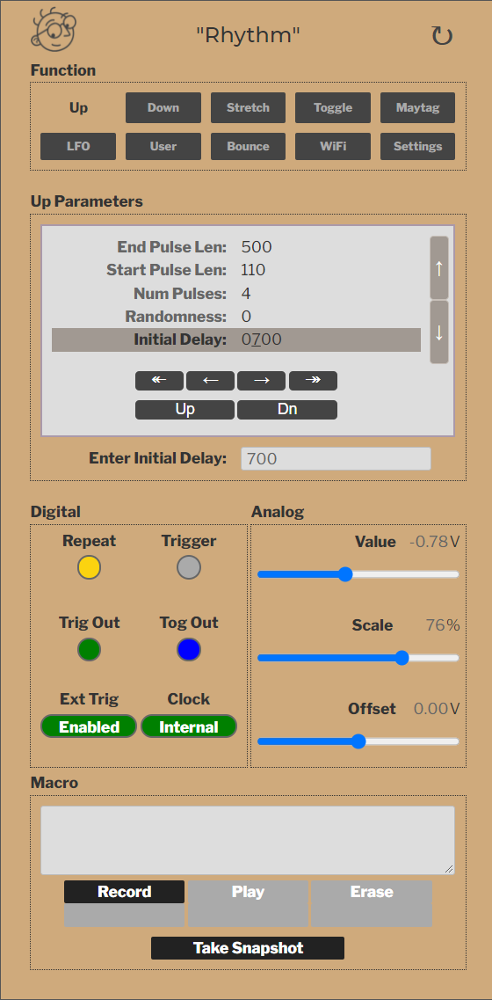 "Rhythm" ↻
Function
Up Down Stretch Toggle Maytag
LFO User Bounce WiFi Settings
Up Parameters
End Pulse Len: 500
Start Pulse Len: 110
Num Pulses: 4
Randomness: 0
Initial Delay: 0700
↑
↓
↞ ← → ↠
Up Dn
Enter Initial Delay: 700
Digital
Repeat Trigger
Trig Out Tog Out
Ext Trig Clock
Enabled Internal
Analog
Value -0.78V
Scale 76%
Offset 0.00V
Macro
Record Play Erase
Take Snapshot